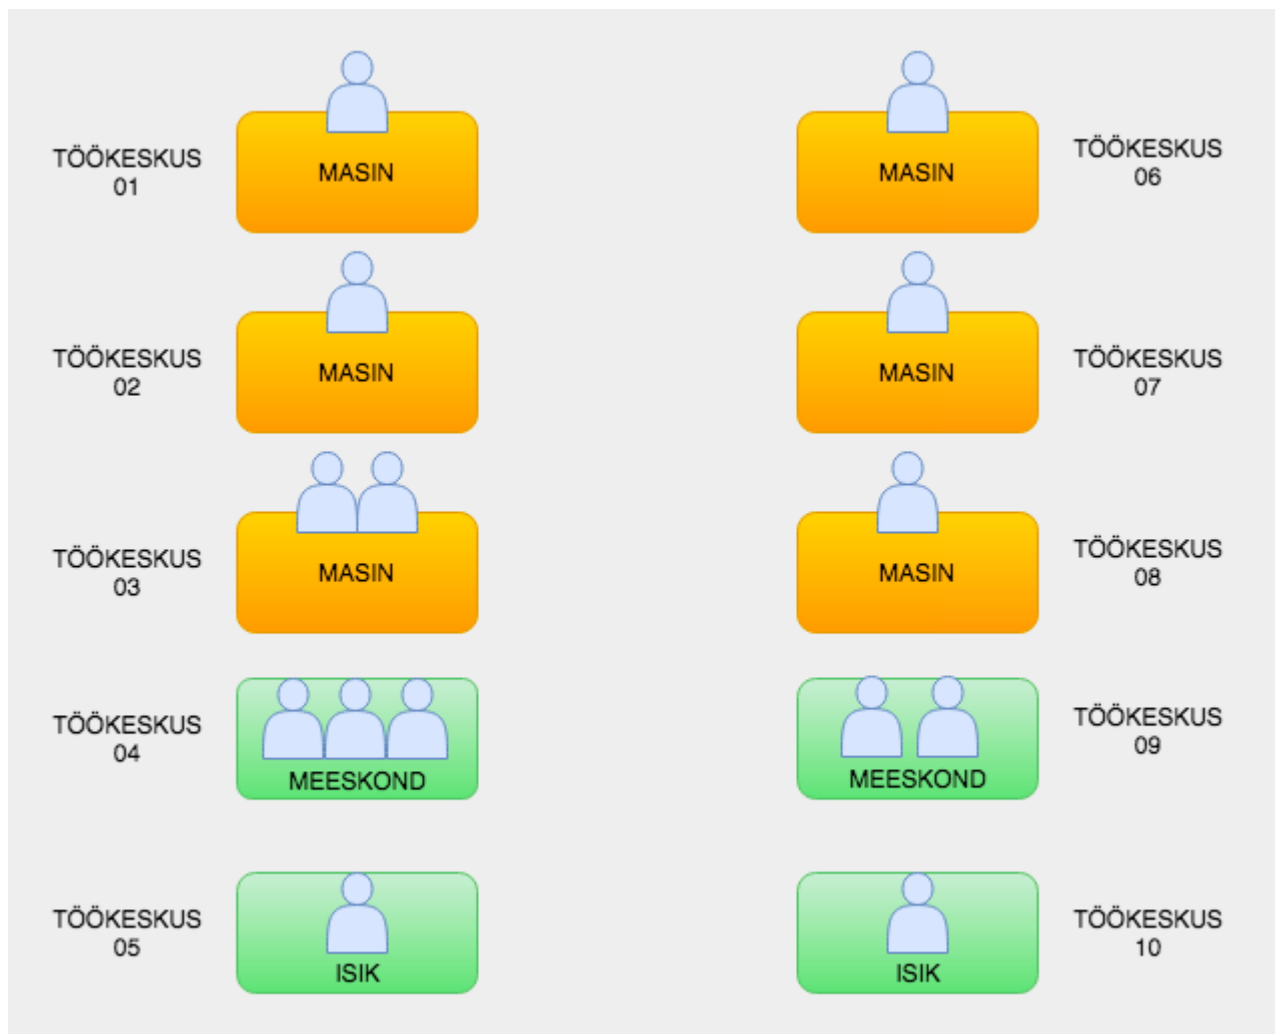 TÖÖKESKUS
01
MASIN
MASIN
TÖÖKESKUS
06
TÖÖKESKUS
02
MASIN
MASIN
TÖÖKESKUS
07
TÖÖKESKUS
03
MASIN
MASIN
TÖÖKESKUS
08
TÖÖKESKUS
04
MEESKOND
MEESKOND
TÖÖKESKUS
09
TÖÖKESKUS
05
ISIK
ISIK
TÖÖKESKUS
10